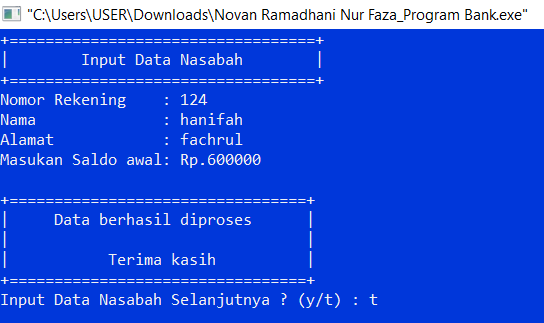 "C:\Users\USER\Downloads\Novan Ramadhani Nur Faza_Program Bank.exe"
+==================================+
|        Input Data Nasabah        |
+==================================+
Nomor Rekening    : 124
Nama              : hanifah
Alamat            : fachrul
Masukan Saldo awal: Rp.600000

+=================================+
|     Data berhasil diproses      |
|                                 |
|           Terima kasih          |
+=================================+
Input Data Nasabah Selanjutnya ? (y/t) : t